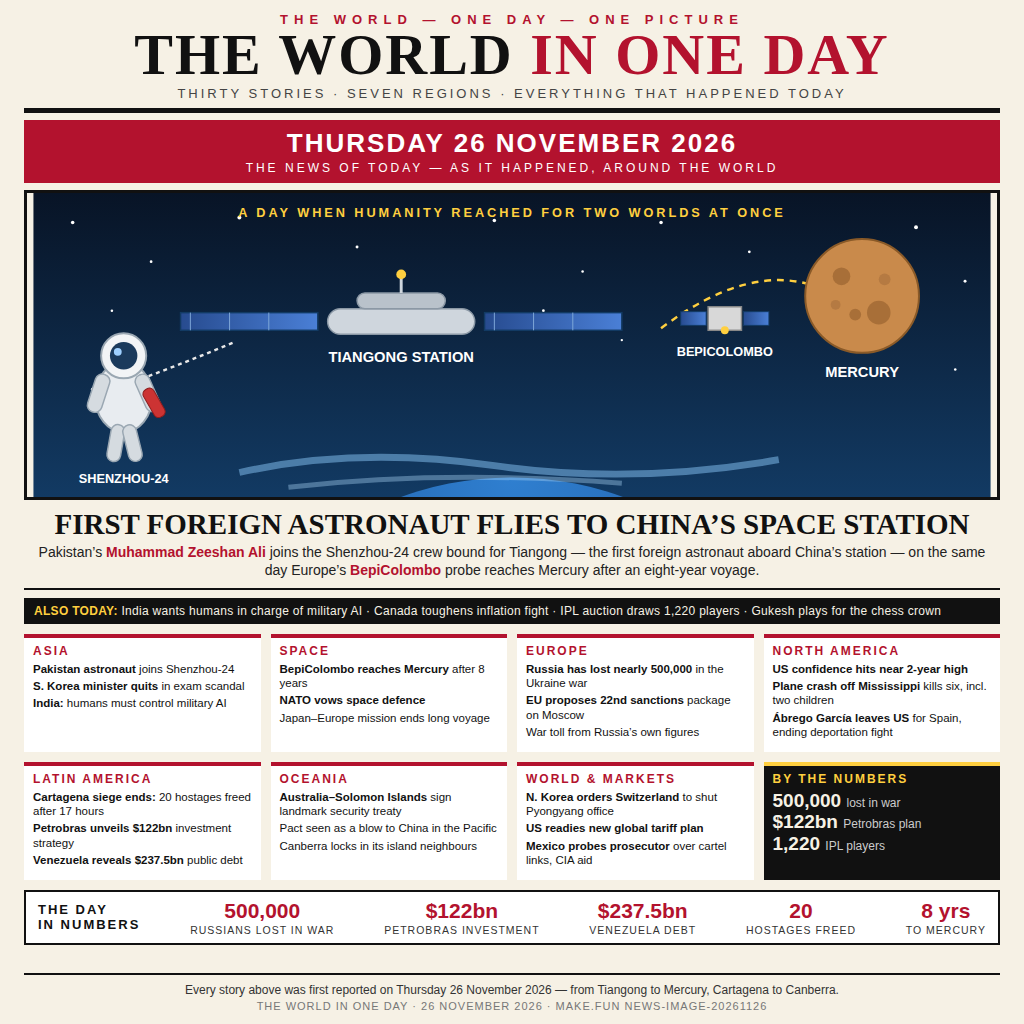 THE WORLD — ONE DAY — ONE PICTURE
THE WORLD IN ONE DAY
THIRTY STORIES · SEVEN REGIONS · EVERYTHING THAT HAPPENED TODAY
THURSDAY 26 NOVEMBER 2026
THE NEWS OF TODAY — AS IT HAPPENED, AROUND THE WORLD
A DAY WHEN HUMANITY REACHED FOR TWO WORLDS AT ONCE
TIANGONG STATION
BEPICOLOMBO
MERCURY
SHENZHOU-24
FIRST FOREIGN ASTRONAUT FLIES TO CHINA’S SPACE STATION
Pakistan’s Muhammad Zeeshan Ali joins the Shenzhou-24 crew bound for Tiangong — the first foreign astronaut aboard China’s station — on the same
day Europe’s BepiColombo probe reaches Mercury after an eight-year voyage.
ALSO TODAY: India wants humans in charge of military AI · Canada toughens inflation fight · IPL auction draws 1,220 players · Gukesh plays for the chess crown
ASIA
Pakistan astronaut joins Shenzhou-24
S. Korea minister quits in exam scandal
India: humans must control military AI
SPACE
BepiColombo reaches Mercury after 8
years
NATO vows space defence
Japan–Europe mission ends long voyage
EUROPE
Russia has lost nearly 500,000 in the
Ukraine war
EU proposes 22nd sanctions package
on Moscow
War toll from Russia’s own figures
NORTH AMERICA
US confidence hits near 2-year high
Plane crash off Mississippi kills six, incl.
two children
Ábrego García leaves US for Spain,
ending deportation fight
LATIN AMERICA
Cartagena siege ends: 20 hostages freed
after 17 hours
Petrobras unveils $122bn investment
strategy
Venezuela reveals $237.5bn public debt
OCEANIA
Australia–Solomon Islands sign
landmark security treaty
Pact seen as a blow to China in the Pacific
Canberra locks in its island neighbours
WORLD & MARKETS
N. Korea orders Switzerland to shut
Pyongyang office
US readies new global tariff plan
Mexico probes prosecutor over cartel
links, CIA aid
BY THE NUMBERS
500,000 lost in war
$122bn Petrobras plan
1,220 IPL players
THE DAY
IN NUMBERS
500,000
RUSSIANS LOST IN WAR
$122bn
PETROBRAS INVESTMENT
$237.5bn
VENEZUELA DEBT
20
HOSTAGES FREED
8 yrs
TO MERCURY
Every story above was first reported on Thursday 26 November 2026 — from Tiangong to Mercury, Cartagena to Canberra.
THE WORLD IN ONE DAY · 26 NOVEMBER 2026 · MAKE.FUN NEWS-IMAGE-20261126